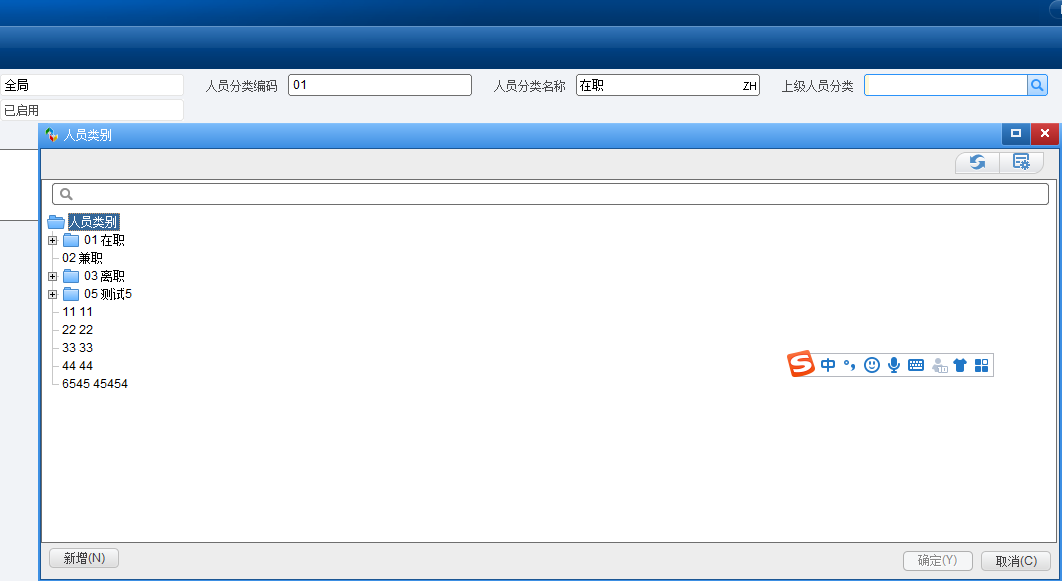 全局 人员分类编码 01 人员分类名称 在职 ZH 上级人员分类
已启用
人员类别
人员类别
01 在职
02 兼职
03 离职
05 测试5
11 11
22 22
33 33
44 44
6545 45454
S 中
新增(N) 确定(Y) 取消(C)